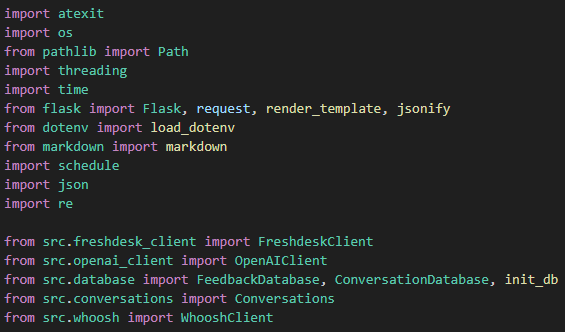 import atexit
import os
from pathlib import Path
import threading
import time
from flask import Flask, request, render_template, jsonify
from dotenv import load_dotenv
from markdown import markdown
import schedule
import json
import re

from src.freshdesk_client import FreshdeskClient
from src.openai_client import OpenAIClient
from src.database import FeedbackDatabase, ConversationDatabase, init_db
from src.conversations import Conversations
from src.whoosh import WhooshClient